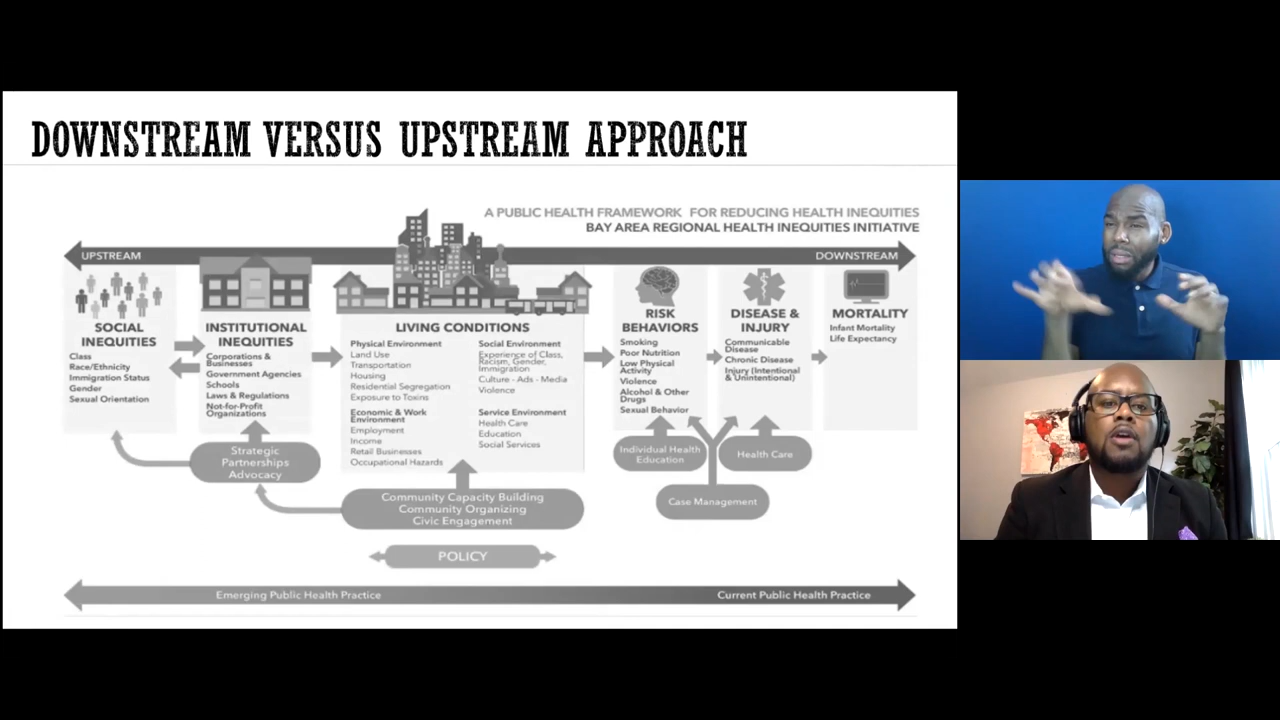 DOWNSTREAM VERSUS UPSTREAM APPROACH
A PUBLIC HEALTH FRAMEWORK FOR REDUCING HEALTH INEQUITIES
BAY AREA REGIONAL HEALTH INEQUITIES INITIATIVE
UPSTREAM
DOWNSTREAM
SOCIAL
INEQUITIES
Class
Race/Ethnicity
Immigration Status
Gender
Sexual Orientation
INSTITUTIONAL
INEQUITIES
Corporations &
Businesses
Government Agencies
Schools
Laws & Regulations
Not-for-Profit
Organizations
LIVING CONDITIONS
Physical Environment
Land Use
Transportation
Housing
Residential Segregation
Exposure to Toxins
Economic & Work
Environment
Employment
Income
Retail Businesses
Occupational Hazards
Social Environment
Experience of Class,
Racism, Gender,
Immigration
Culture - Ads - Media
Violence
Service Environment
Health Care
Education
Social Services
RISK
BEHAVIORS
Smoking
Poor Nutrition
Low Physical
Activity
Violence
Alcohol & Other
Drugs
Sexual Behavior
DISEASE &
INJURY
Communicable
Disease
Chronic Disease
Injury (Intentional
& Unintentional)
MORTALITY
Infant Mortality
Life Expectancy
Strategic
Partnerships
Advocacy
Community Capacity Building
Community Organizing
Civic Engagement
Individual Health
Education
Health Care
Case Management
POLICY
Emerging Public Health Practice
Current Public Health Practice